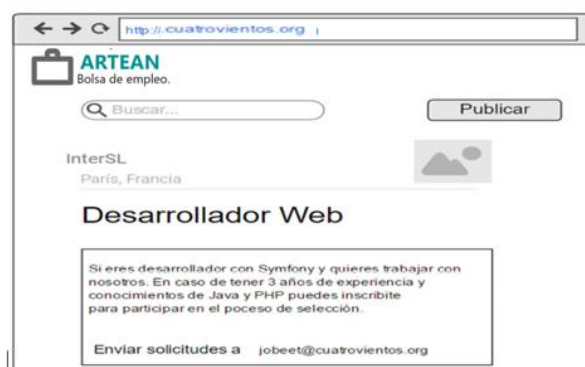 http://.cuatrovientos.org
ARTEAN
Bolsa de empleo.
Buscar...
Publicar
InterSL
París, Francia
Desarrollador Web
Si eres desarrollador con Symfony y quieres trabajar con
nosotros. En caso de tener 3 años de experiencia y
conocimientos de Java y PHP puedes inscribite
para participar en el poceso de selección.
Enviar solicitudes a jobeet@cuatrovientos.org